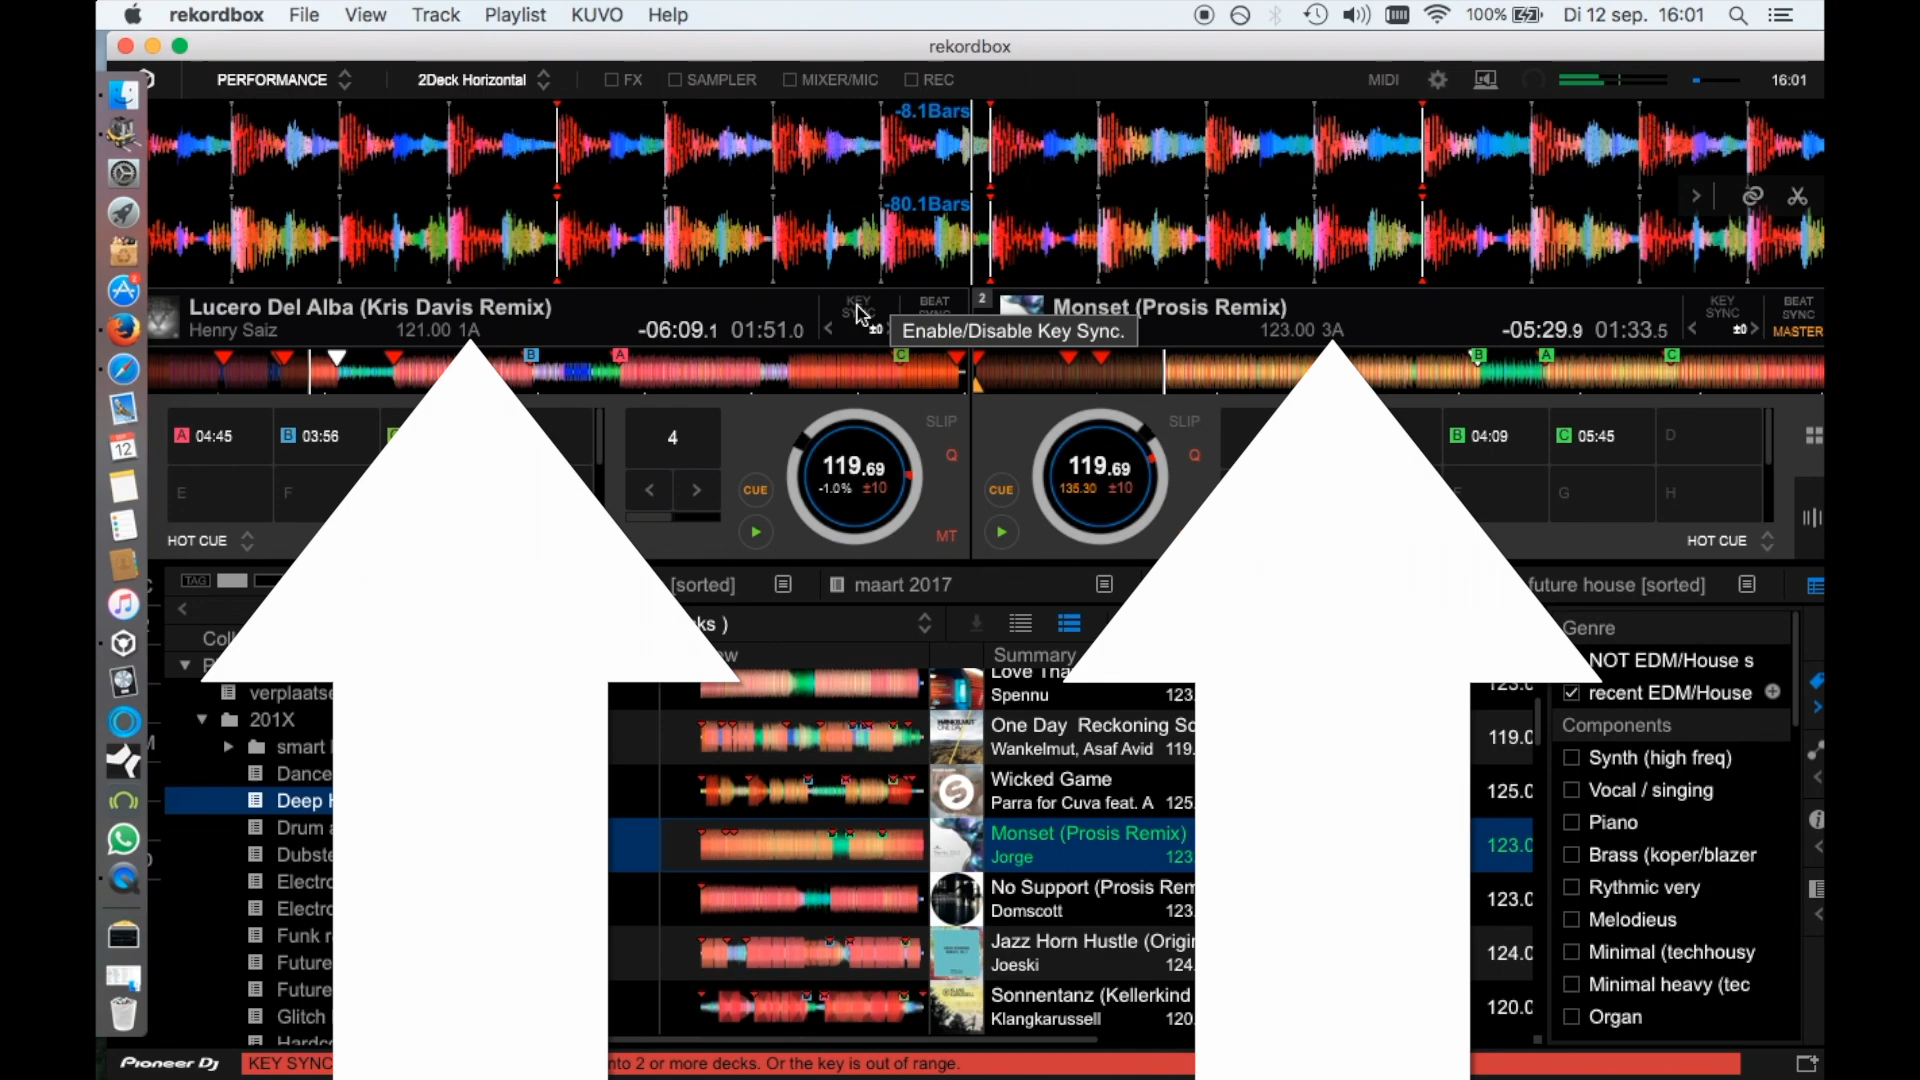 rekordbox File View Track Playlist KUVO Help
100% Di 12 sep. 16:01
rekordbox
PERFORMANCE 2Deck Horizontal FX SAMPLER MIXER/MIC REC MIDI 16:01
-8.1Bars
-80.1Bars
Lucero Del Alba (Kris Davis Remix)
Henry Saiz 121.00 1A -06:09.1 01:51.0
KEY
±0
BEAT
Enable/Disable Key Sync.
2
Monset (Prosis Remix)
123.00 3A -05:29.9 01:33.5
KEY
SYNC
±0
BEAT
SYNC
MASTER
B A C B A C
A 04:45 B 03:56
E F
HOT CUE
4
CUE
119.69
-1.0% ±10
SLIP
Q
MT
CUE
119.69
135.30 ±10
SLIP
Q
B 04:09 C 05:45 D
G H
HOT CUE
TAG [sorted] maart 2017 future house [sorted]
verplaatse
201X
smart
Dance
Deep
Drum
Dubste
Electro
Electro
Funk
Future
Future
Glitch
Summary
Spennu 123.
One Day Reckoning
Wankelmut, Asaf Avid 119.
119.0
Wicked Game
Parra for Cuva feat. A 125.
125.0
Monset (Prosis Remix)
Jorge 123
123.0
No Support (Prosis Rem
Domscott 123.
123.0
Jazz Horn Hustle (Origi
Joeski 124.
124.0
Sonnentanz (Kellerkind
Klangkarussell 120.
120.0
Genre
NOT EDM/House s
recent EDM/House
Components
Synth (high freq)
Vocal / singing
Piano
Brass (koper/blazer
Rythmic very
Melodieus
Minimal (techhousy
Minimal heavy (tec
Organ
Pioneer Dj KEY SYNC nto 2 or more decks. Or the key is out of range.